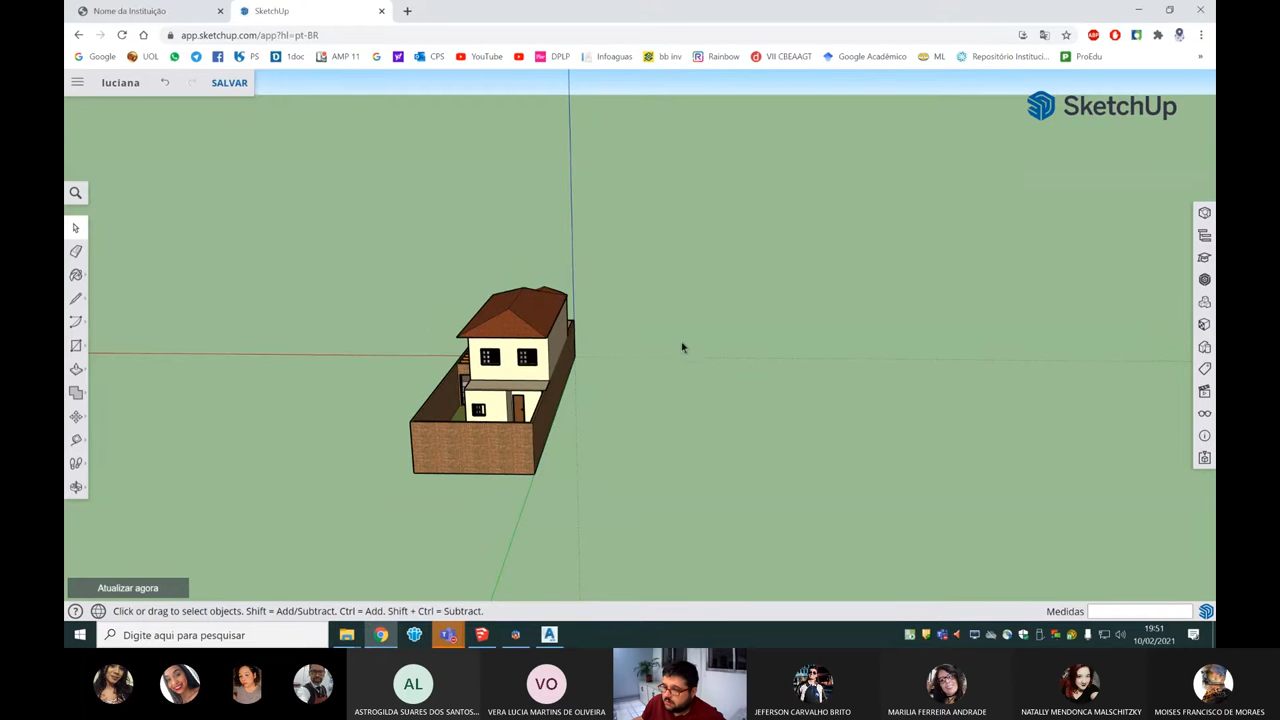 Nome da Instituição
SketchUp
app.sketchup.com/app?hl=pt-BR
Google UOL PS 1doc AMP 11 CPS YouTube DPLP Infoaguas bb inv Rainbow VII CBEAAGT Google Acadêmico ML Repositório Instituci... ProEdu »
luciana SALVAR
SketchUp
Atualizar agora
Click or drag to select objects. Shift = Add/Subtract. Ctrl = Add. Shift + Ctrl = Subtract. Medidas
Digite aqui para pesquisar
19:51
10/02/2021
AL
VO
ASTROGILDA SUARES DOS SANTOS...
VERA LUCIA MARTINS DE OLIVEIRA
JEFERSON CARVALHO BRITO
MARILIA FERREIRA ANDRADE
NATALLY MENDONCA MALSCHITZKY
MOISES FRANCISCO DE MORAES